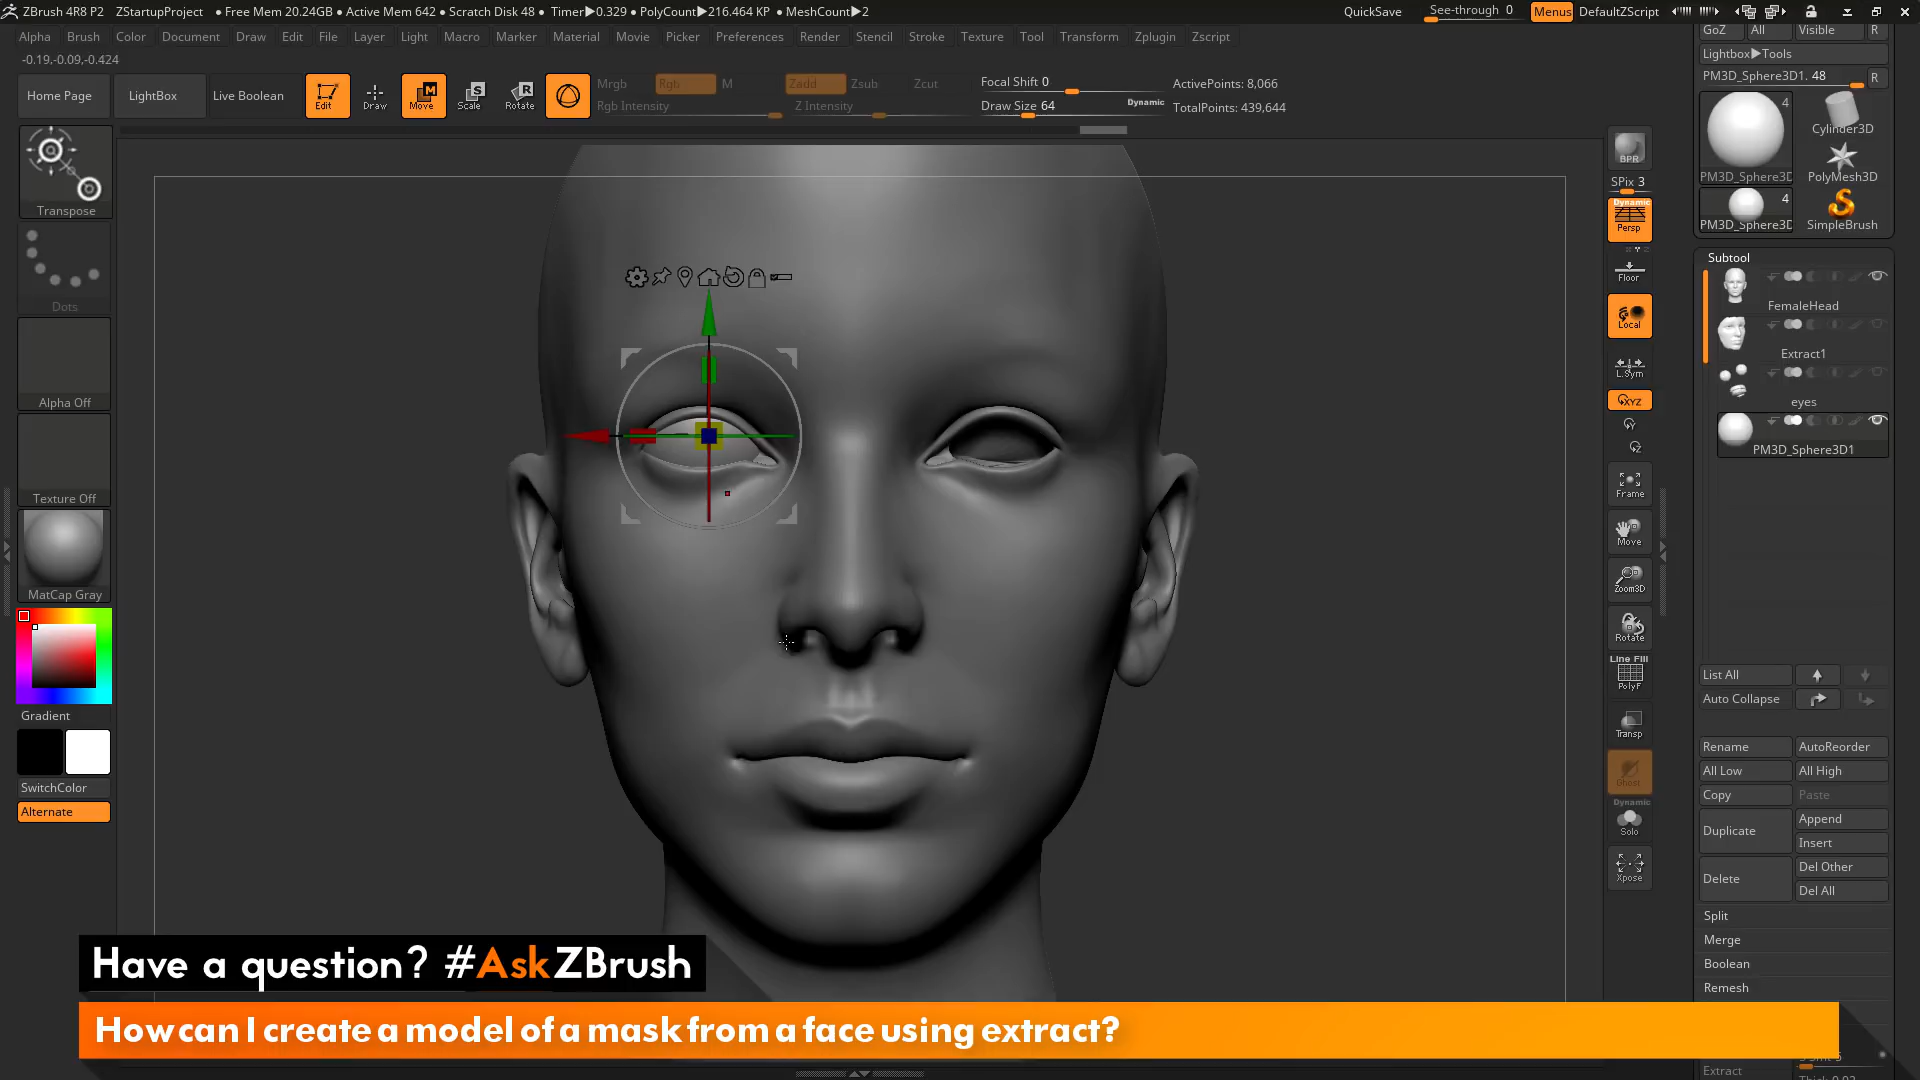 ZBrush 4R8 P2 ZStartupProject ● Free Mem 20.24GB ● Active Mem 642 ● Scratch Disk 48 ● Timer▶0.329 ● PolyCount▶216.464 KP ● MeshCount▶2 QuickSave See-through 0 Menus DefaultZScript
Alpha Brush Color Document Draw Edit File Layer Light Macro Marker Material Movie Picker Preferences Render Stencil Stroke Texture Tool Transform Zplugin Zscript
-0.19,-0.09,-0.424
Home Page LightBox Live Boolean Edit Draw Move Scale Rotate
Mrgb Rgb M Zadd Zsub Zcut
Rgb Intensity Z Intensity
Focal Shift 0
Draw Size 64 Dynamic
ActivePoints: 8,066
TotalPoints: 439,644
Transpose
Dots
Alpha Off
Texture Off
MatCap Gray
Gradient
SwitchColor
Alternate
BPR
SPix 3
Dynamic
Persp
Floor
Local
L.Sym
XYZ
Frame
Move
Zoom3D
Rotate
Line Fill
PolyF
Transp
Ghost
Dynamic
Solo
Xpose
GoZ All Visible R
Lightbox▶Tools
PM3D_Sphere3D1. 48 R
4
Cylinder3D
PM3D_Sphere3D PolyMesh3D
4
PM3D_Sphere3D SimpleBrush
Subtool
FemaleHead
Extract1
eyes
PM3D_Sphere3D1
List All
Auto Collapse
Rename AutoReorder
All Low All High
Copy Paste
Duplicate Append
Insert
Delete Del Other
Del All
Split
Merge
Boolean
Remesh
Extract
Have a question? #AskZBrush
How can I create a model of a mask from a face using extract?